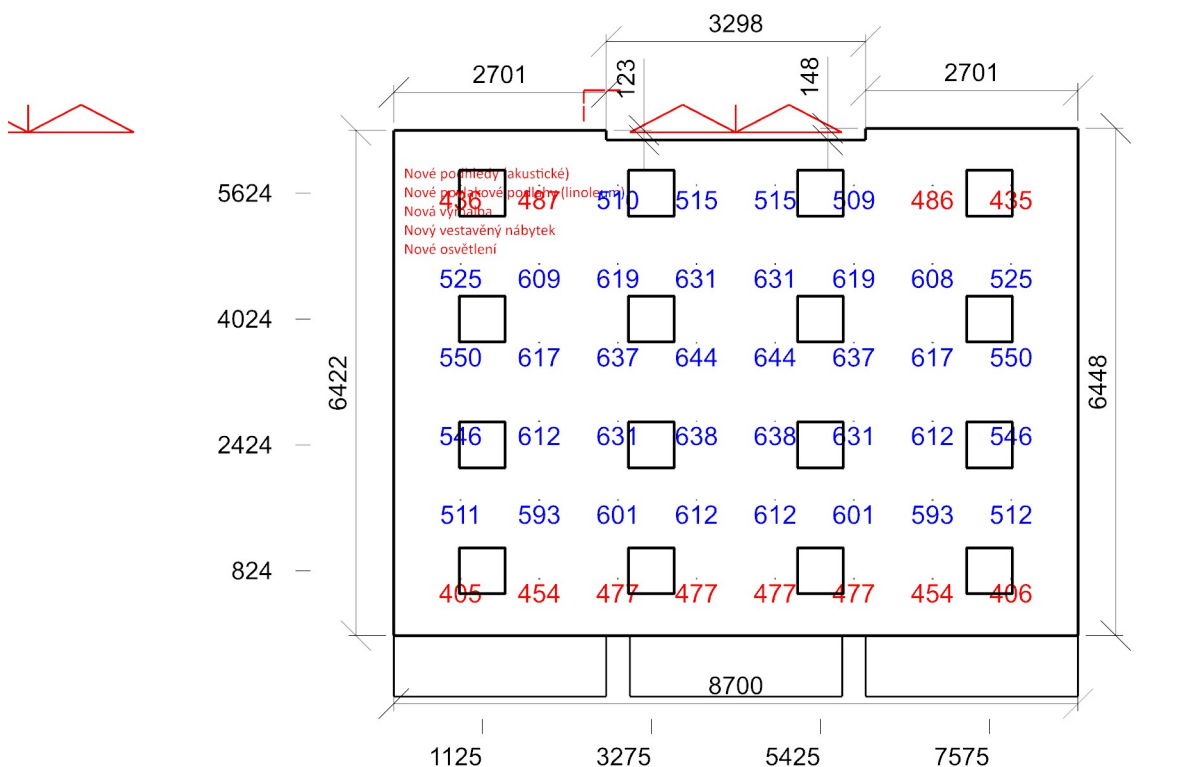 3298
2701
123
148
2701
Nové podhledy (akustické)
5624
Nové povlakové podlahy (linoleum)
436 487 510 515 515 509 486 435
Nová výmalba
Nový vestavěný nábytek
Nové osvětlení
525 609 619 631 631 619 608 525
4024
550 617 637 644 644 637 617 550
6422
6448
2424
546 612 631 638 638 631 612 546
511 593 601 612 612 601 593 512
824
405 454 477 477 477 477 454 406
8700
1125 3275 5425 7575